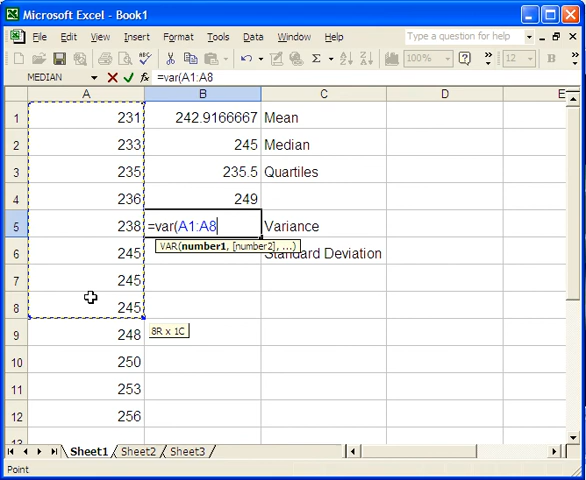 Microsoft Excel - Book1
File Edit View Insert Format Tools Data Window Help Type a question for help
100% 12 B
MEDIAN =var(A1:A8
A B C D E
1 231 242.9166667 Mean
2 233 245 Median
3 235 235.5 Quartiles
4 236 249
5 238 =var(A1:A8 Variance
VAR(number1, [number2], ...)
6 245 Standard Deviation
7 245
8 245
9 248 8R x 1C
10 250
11 253
12 256
13
Sheet1 Sheet2 Sheet3
Point